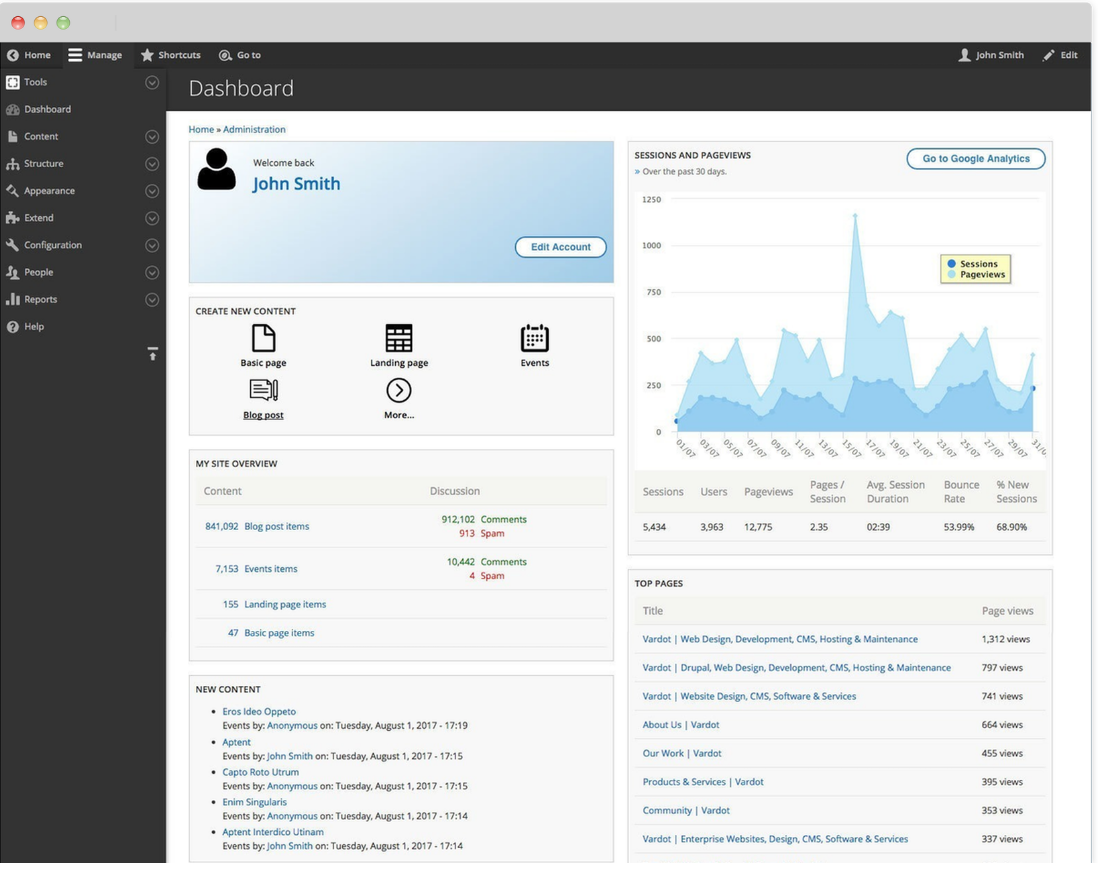 Home Manage Shortcuts Go to John Smith Edit
Tools
Dashboard
Content
Structure
Appearance
Extend
Configuration
People
Reports
Help
Dashboard
Home » Administration
Welcome back
John Smith
Edit Account
CREATE NEW CONTENT
Basic page Landing page Events
Blog post More...
MY SITE OVERVIEW
Content Discussion
841,092 Blog post items 912,102 Comments
913 Spam
7,153 Events items 10,442 Comments
4 Spam
155 Landing page items
47 Basic page items
NEW CONTENT
• Eros Ideo Oppeto
Events by: Anonymous on: Tuesday, August 1, 2017 - 17:19
• Aptent
Events by: John Smith on: Tuesday, August 1, 2017 - 17:15
• Capto Roto Utrum
Events by: Anonymous on: Tuesday, August 1, 2017 - 17:15
• Enim Singularis
Events by: Anonymous on: Tuesday, August 1, 2017 - 17:14
• Aptent Interdico Utinam
Events by: John Smith on: Tuesday, August 1, 2017 - 17:14
SESSIONS AND PAGEVIEWS
Go to Google Analytics
» Over the past 30 days.
1250
1000
750
500
250
0
Sessions
Pageviews
01/07 03/07 05/07 07/07 09/07 11/07 13/07 15/07 17/07 19/07 21/07 23/07 25/07 27/07 29/07 31/0
Sessions Users Pageviews Pages / Session Avg. Session Duration Bounce Rate % New Sessions
5,434 3,963 12,775 2.35 02:39 53.99% 68.90%
TOP PAGES
Title Page views
Vardot | Web Design, Development, CMS, Hosting & Maintenance 1,312 views
Vardot | Drupal, Web Design, Development, CMS, Hosting & Maintenance 797 views
Vardot | Website Design, CMS, Software & Services 741 views
About Us | Vardot 664 views
Our Work | Vardot 455 views
Products & Services | Vardot 395 views
Community | Vardot 353 views
Vardot | Enterprise Websites, Design, CMS, Software & Services 337 views